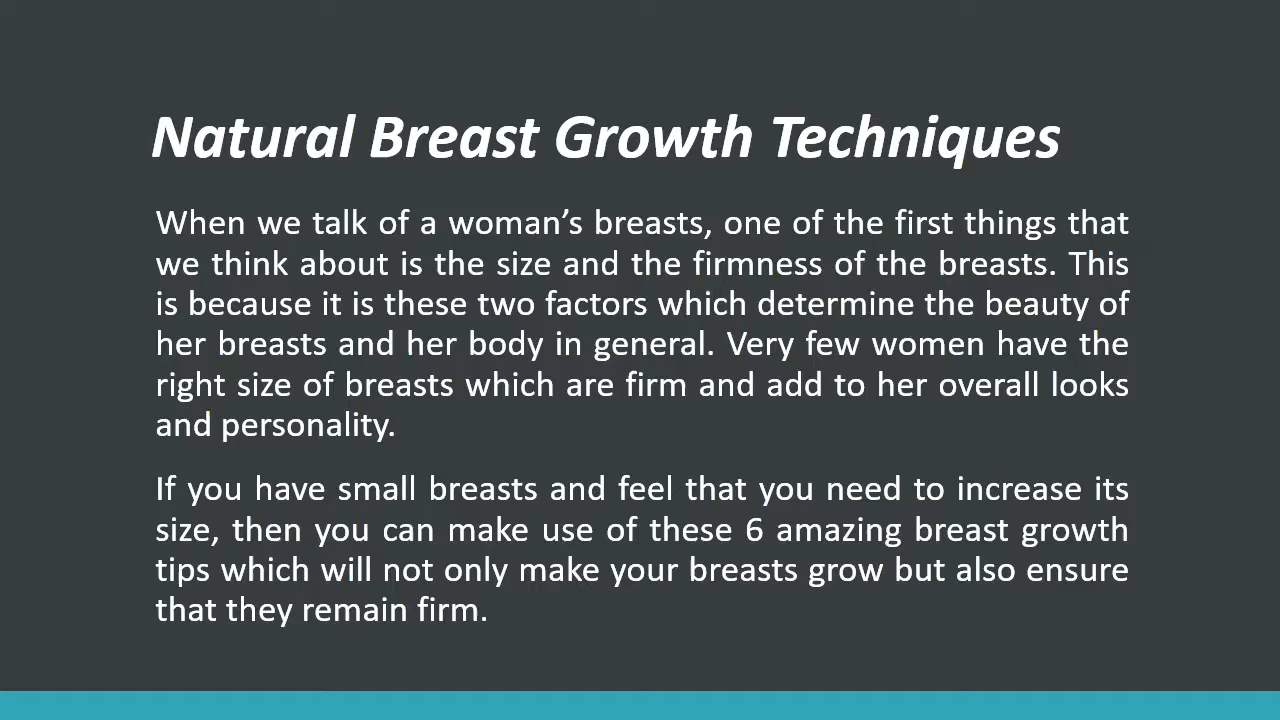 Natural Breast Growth Techniques
When we talk of a woman’s breasts, one of the first things that
we think about is the size and the firmness of the breasts. This
is because it is these two factors which determine the beauty of
her breasts and her body in general. Very few women have the
right size of breasts which are firm and add to her overall looks
and personality.
If you have small breasts and feel that you need to increase its
size, then you can make use of these 6 amazing breast growth
tips which will not only make your breasts grow but also ensure
that they remain firm.